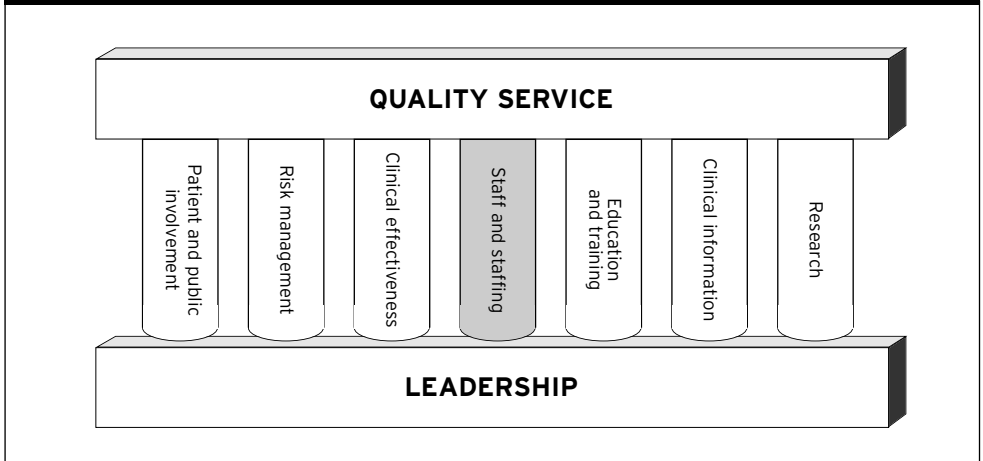 QUALITY SERVICE
Patient and public
involvement
Risk management
Clinical effectiveness
Staff and staffing
Education
and training
Clinical information
Research
LEADERSHIP